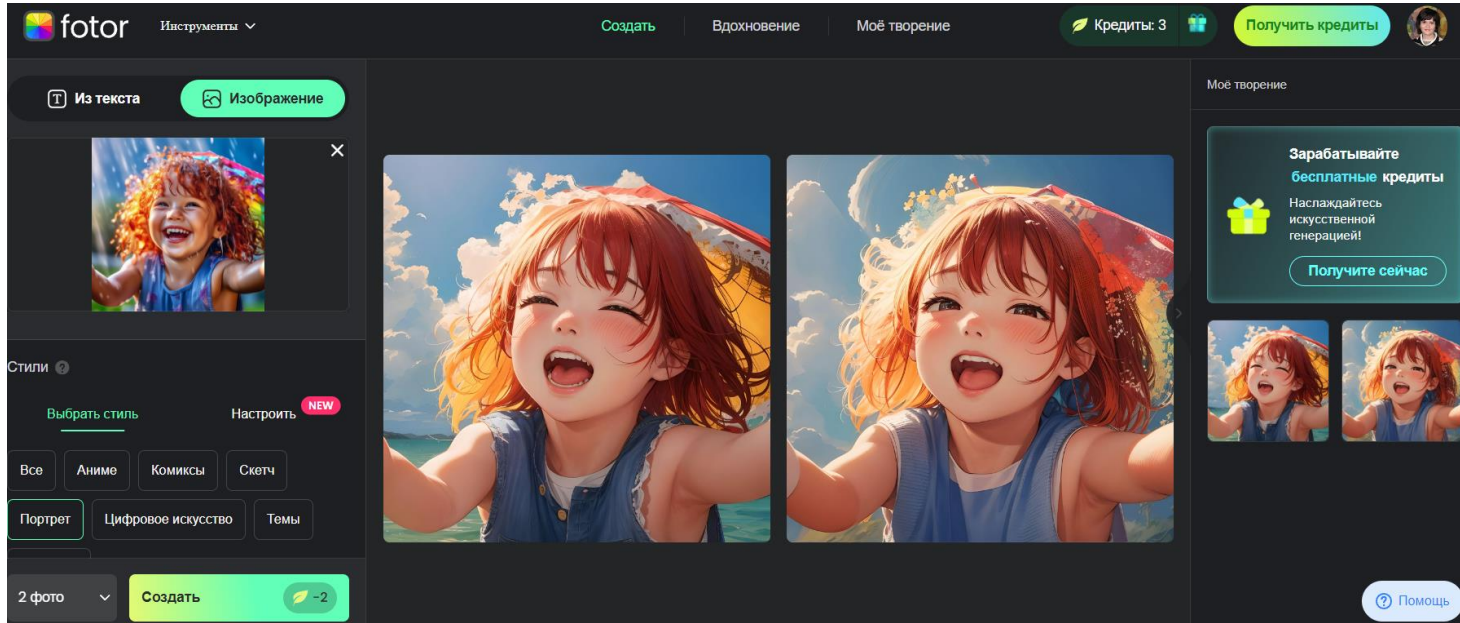 fotor
Инструменты
Создать
Вдохновение
Моё творение
Кредиты: 3
Получить кредиты
Из текста
Изображение
Стили
Выбрать стиль
Настроить
NEW
Все
Аниме
Комиксы
Скетч
Портрет
Цифровое искусство
Темы
2 фото
Создать
-2
Моё творение
Зарабатывайте
бесплатные кредиты
Наслаждайтесь
искусственной
генерацией!
Получите сейчас
Помощь